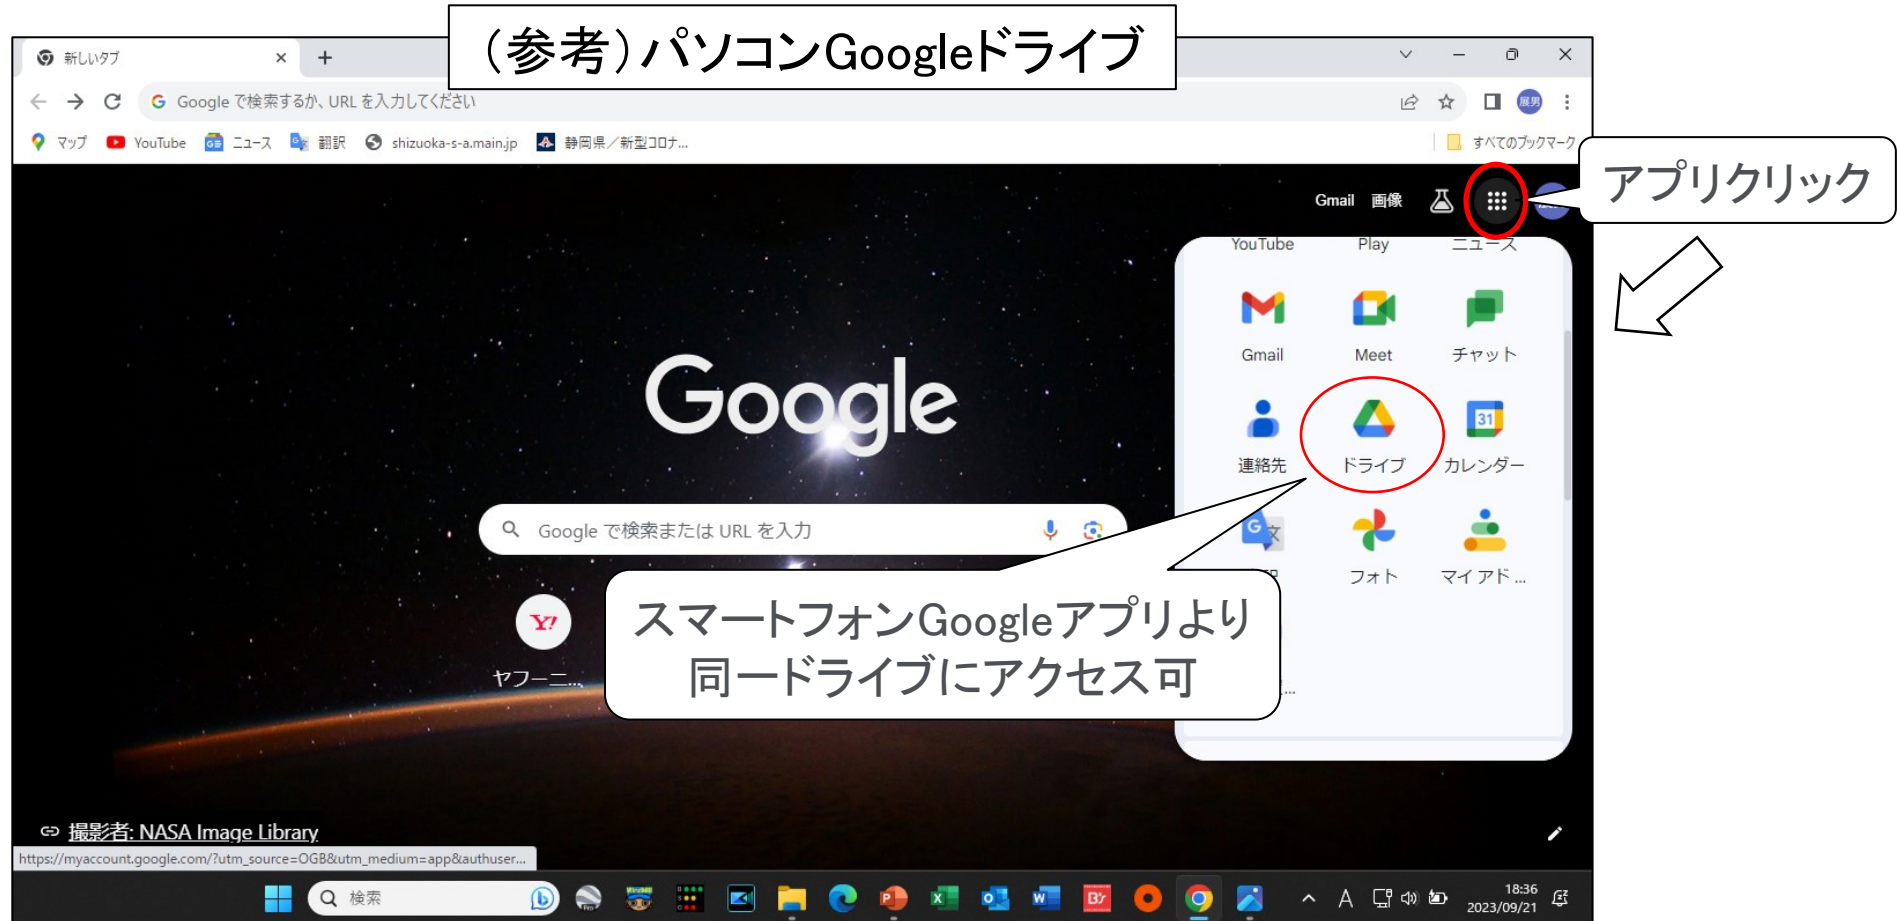 （参考）パソコンGoogleドライブ
新しいタブ
Google で検索するか、URL を入力してください
展男
マップ
YouTube
ニュース
翻訳
shizuoka-s-a.main.jp
静岡県／新型コロナ...
すべてのブックマーク
アプリクリック
Gmail 画像
YouTube Play ニュース
Gmail Meet チャット
31
連絡先 ドライブ カレンダー
フォト マイ アド ...
Google
Google で検索または URL を入力
Y!
ヤフーニ...
スマートフォンGoogleアプリより
同一ドライブにアクセス可
撮影者: NASA Image Library
https://myaccount.google.com/?utm_source=OGB&utm_medium=app&authuser...
検索
A
18:36
2023/09/21